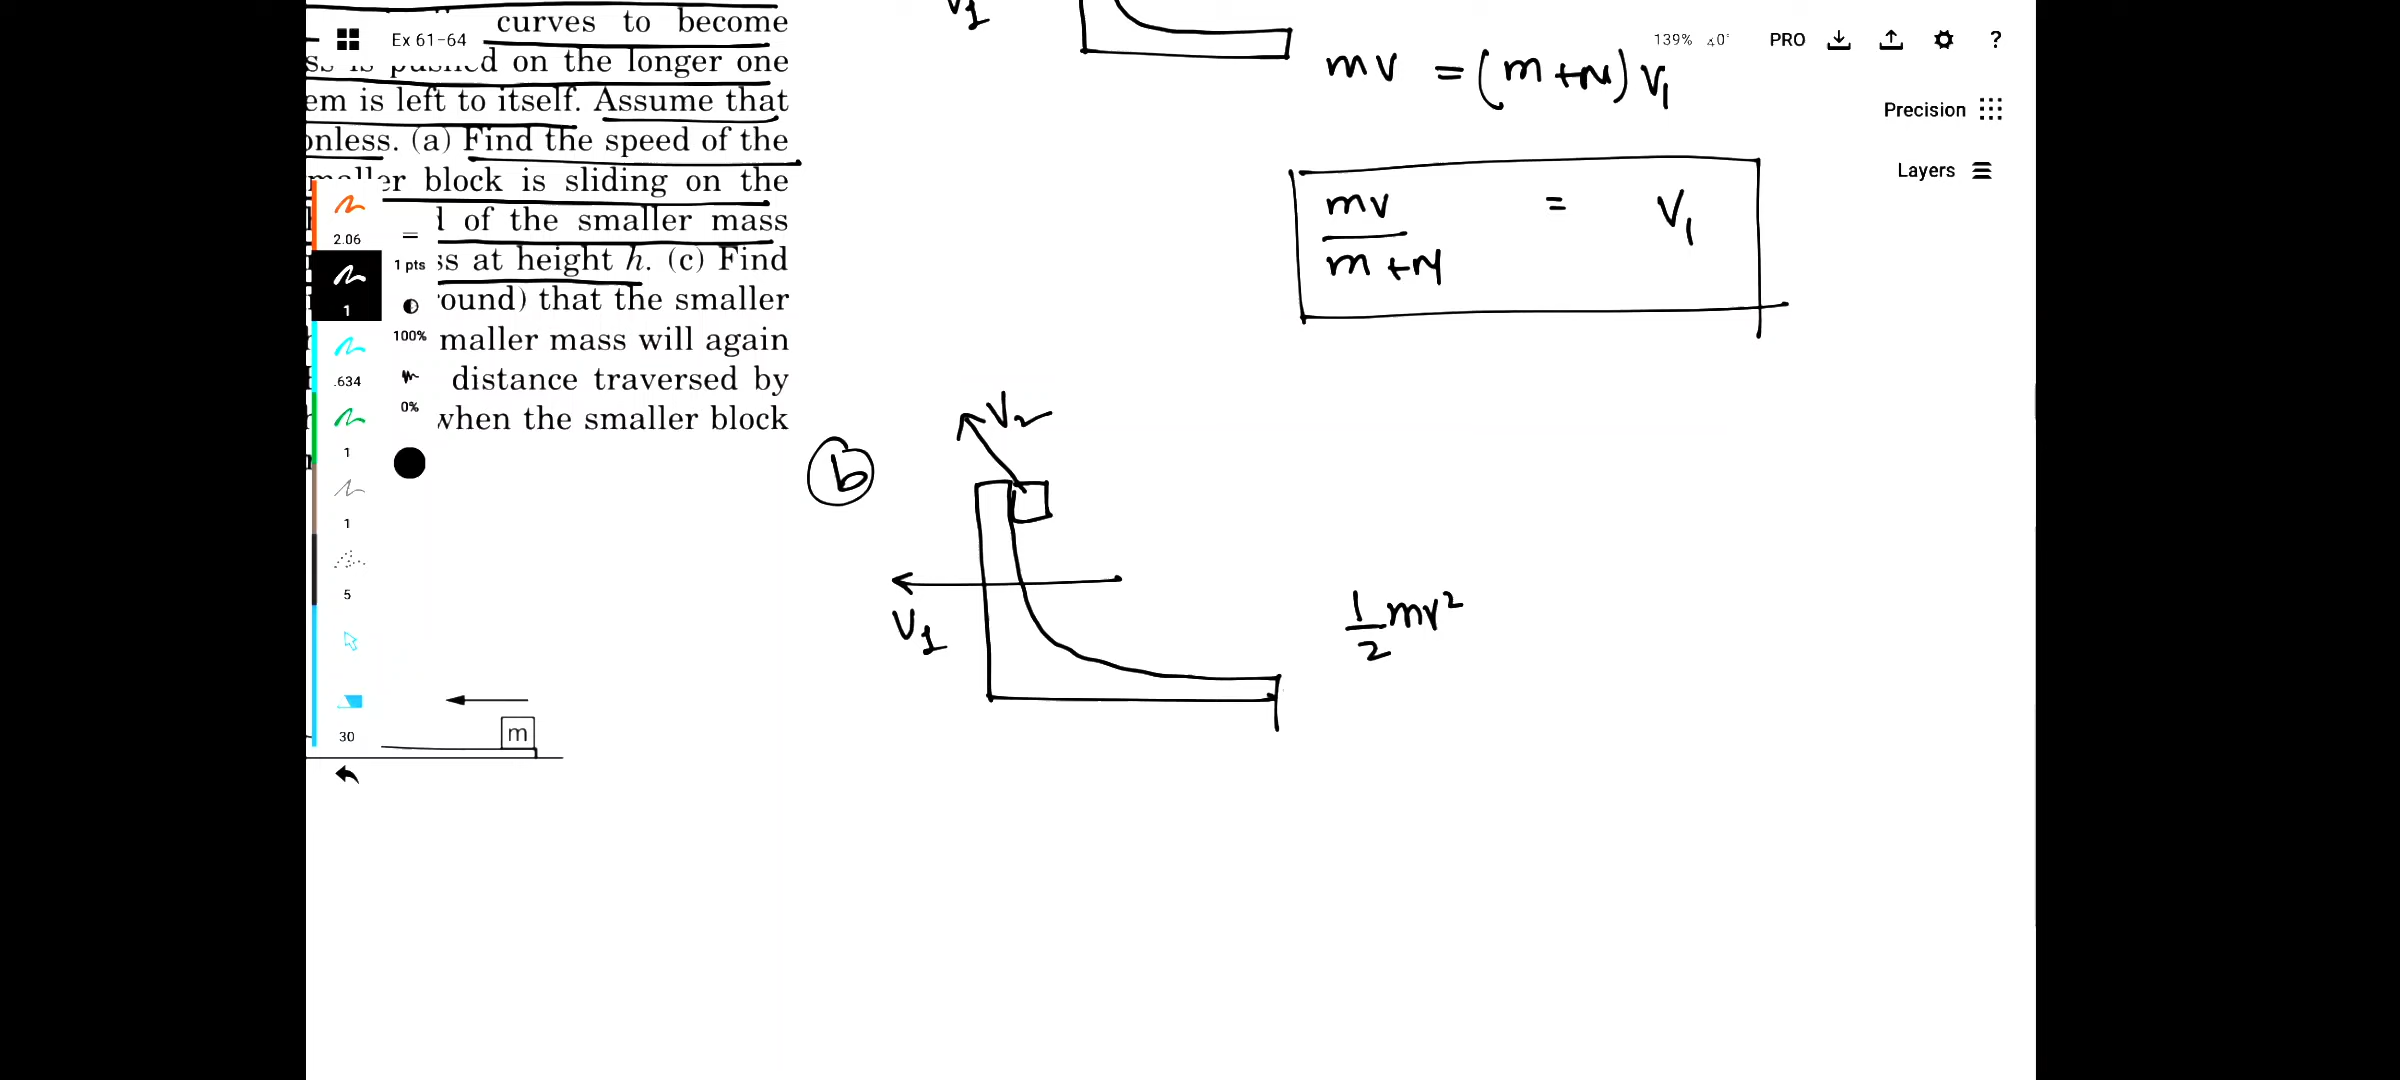 curves to become
Ex 61-64
d on the longer one
em is left to itself. Assume that
onless. (a) Find the speed of the
er block is sliding on the
of the smaller mass
ss at height h. (c) Find
ound) that the smaller
maller mass will again
distance traversed by
when the smaller block
2.06
1
.634
1
1
5
30
1 pts
100%
0%
m
V1
mv = (m+M) V1
139%
PRO
?
Precision
Layers
mv = V1
m+M
b
V2
V1
1/2 mv²